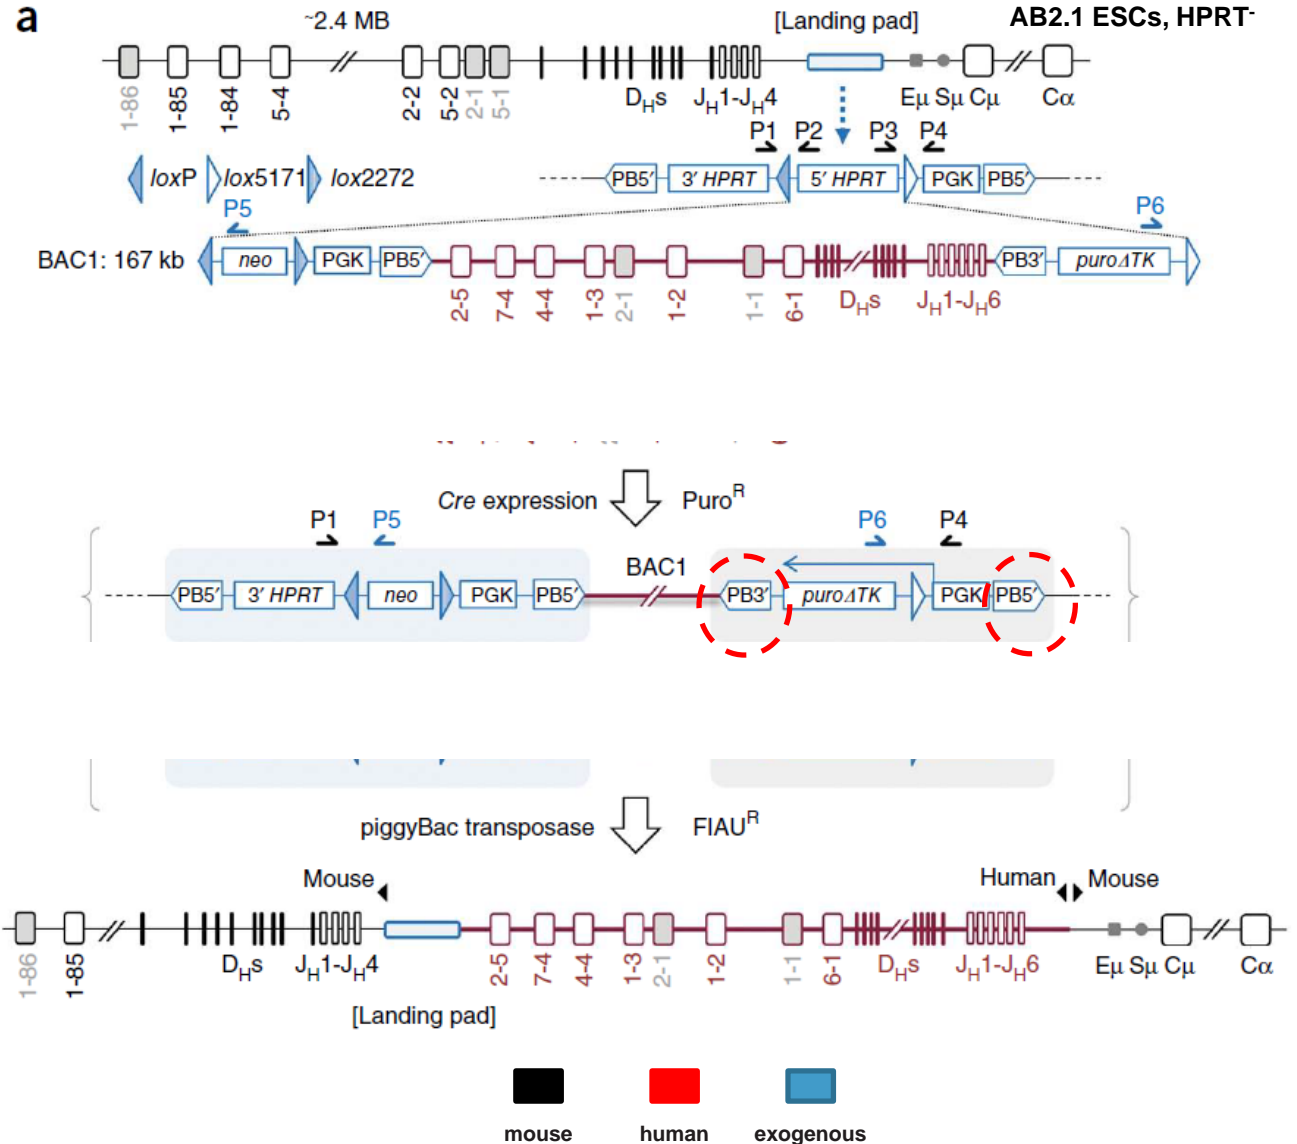 a
~2.4 MB
[Landing pad]
AB2.1 ESCs, HPRT-
1-86 1-85 1-84 5-4 2-2 5-2 2-1 5-1 DHs JH1-JH4 Eμ Sμ Cμ Cα
P1 P2 P3 P4
loxP lox5171 lox2272
PB5′ 3′ HPRT 5′ HPRT PGK PB5′
P5 P6
BAC1: 167 kb neo PGK PB5′ PB3′ puroΔTK
2-5 7-4 4-4 1-3 2-1 1-2 1-1 6-1 DHs JH1-JH6
Cre expression PuroR
P1 P5 P6 P4
BAC1
PB5′ 3′ HPRT neo PGK PB5′ PB3′ puroΔTK PGK PB5′
piggyBac transposase FIAUR
Mouse Human Mouse
1-86 1-85 DHs JH1-JH4 2-5 7-4 4-4 1-3 2-1 1-2 1-1 6-1 DHs JH1-JH6 Eμ Sμ Cμ Cα
[Landing pad]
mouse human exogenous